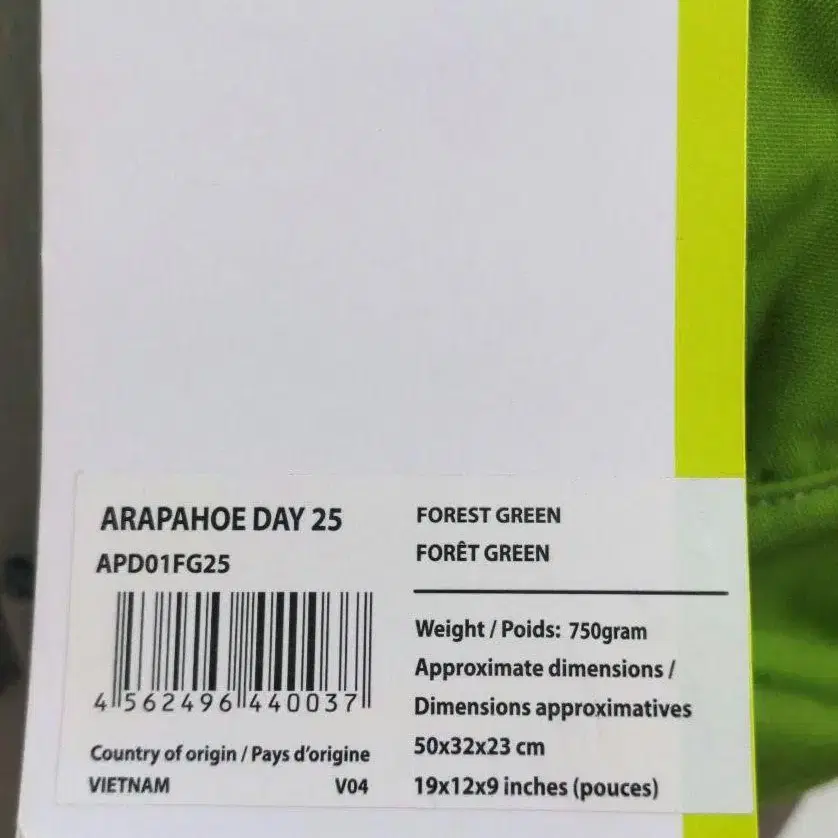 ARAPAHOE DAY 25
APD01FG25
4 562496 440037
Country of origin / Pays d'origine
VIETNAM V04
FOREST GREEN
FORÊT GREEN
Weight / Poids: 750gram
Approximate dimensions /
Dimensions approximatives
50x32x23 cm
19x12x9 inches (pouces)